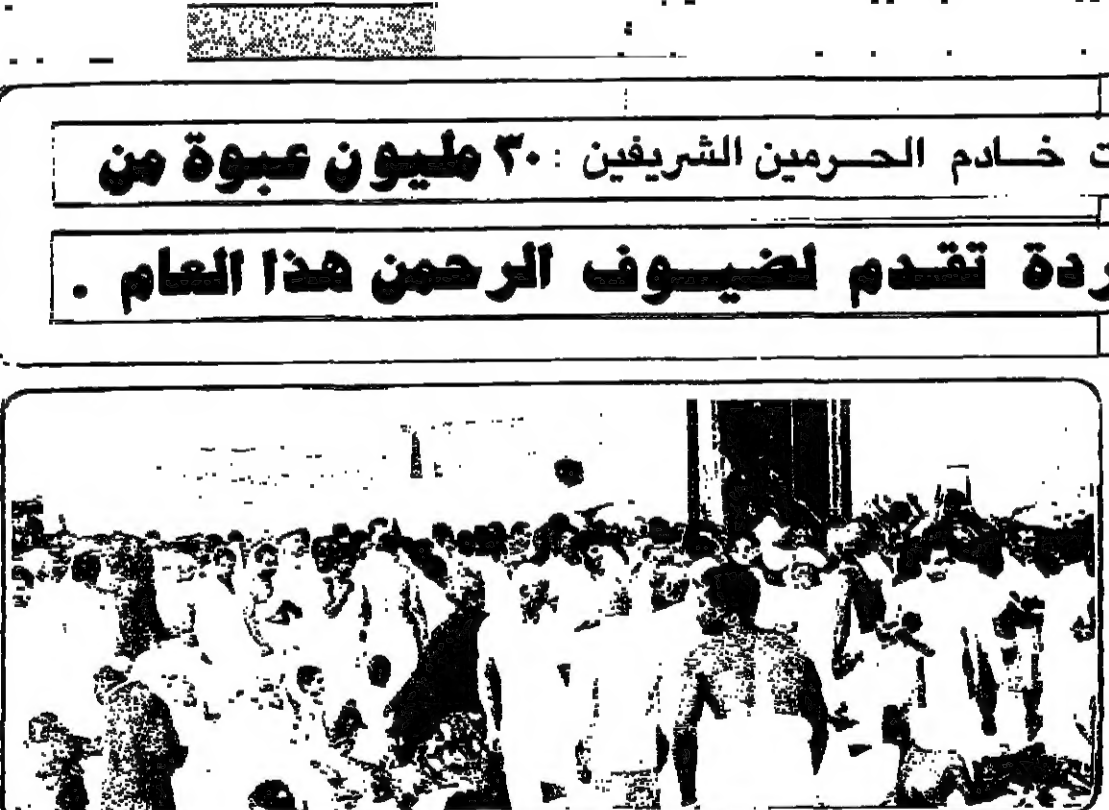 خادم الحرمين الشريفين : ٣٠ مليون عبوة من
تقدم لضيوف الرحمن هذا العام .